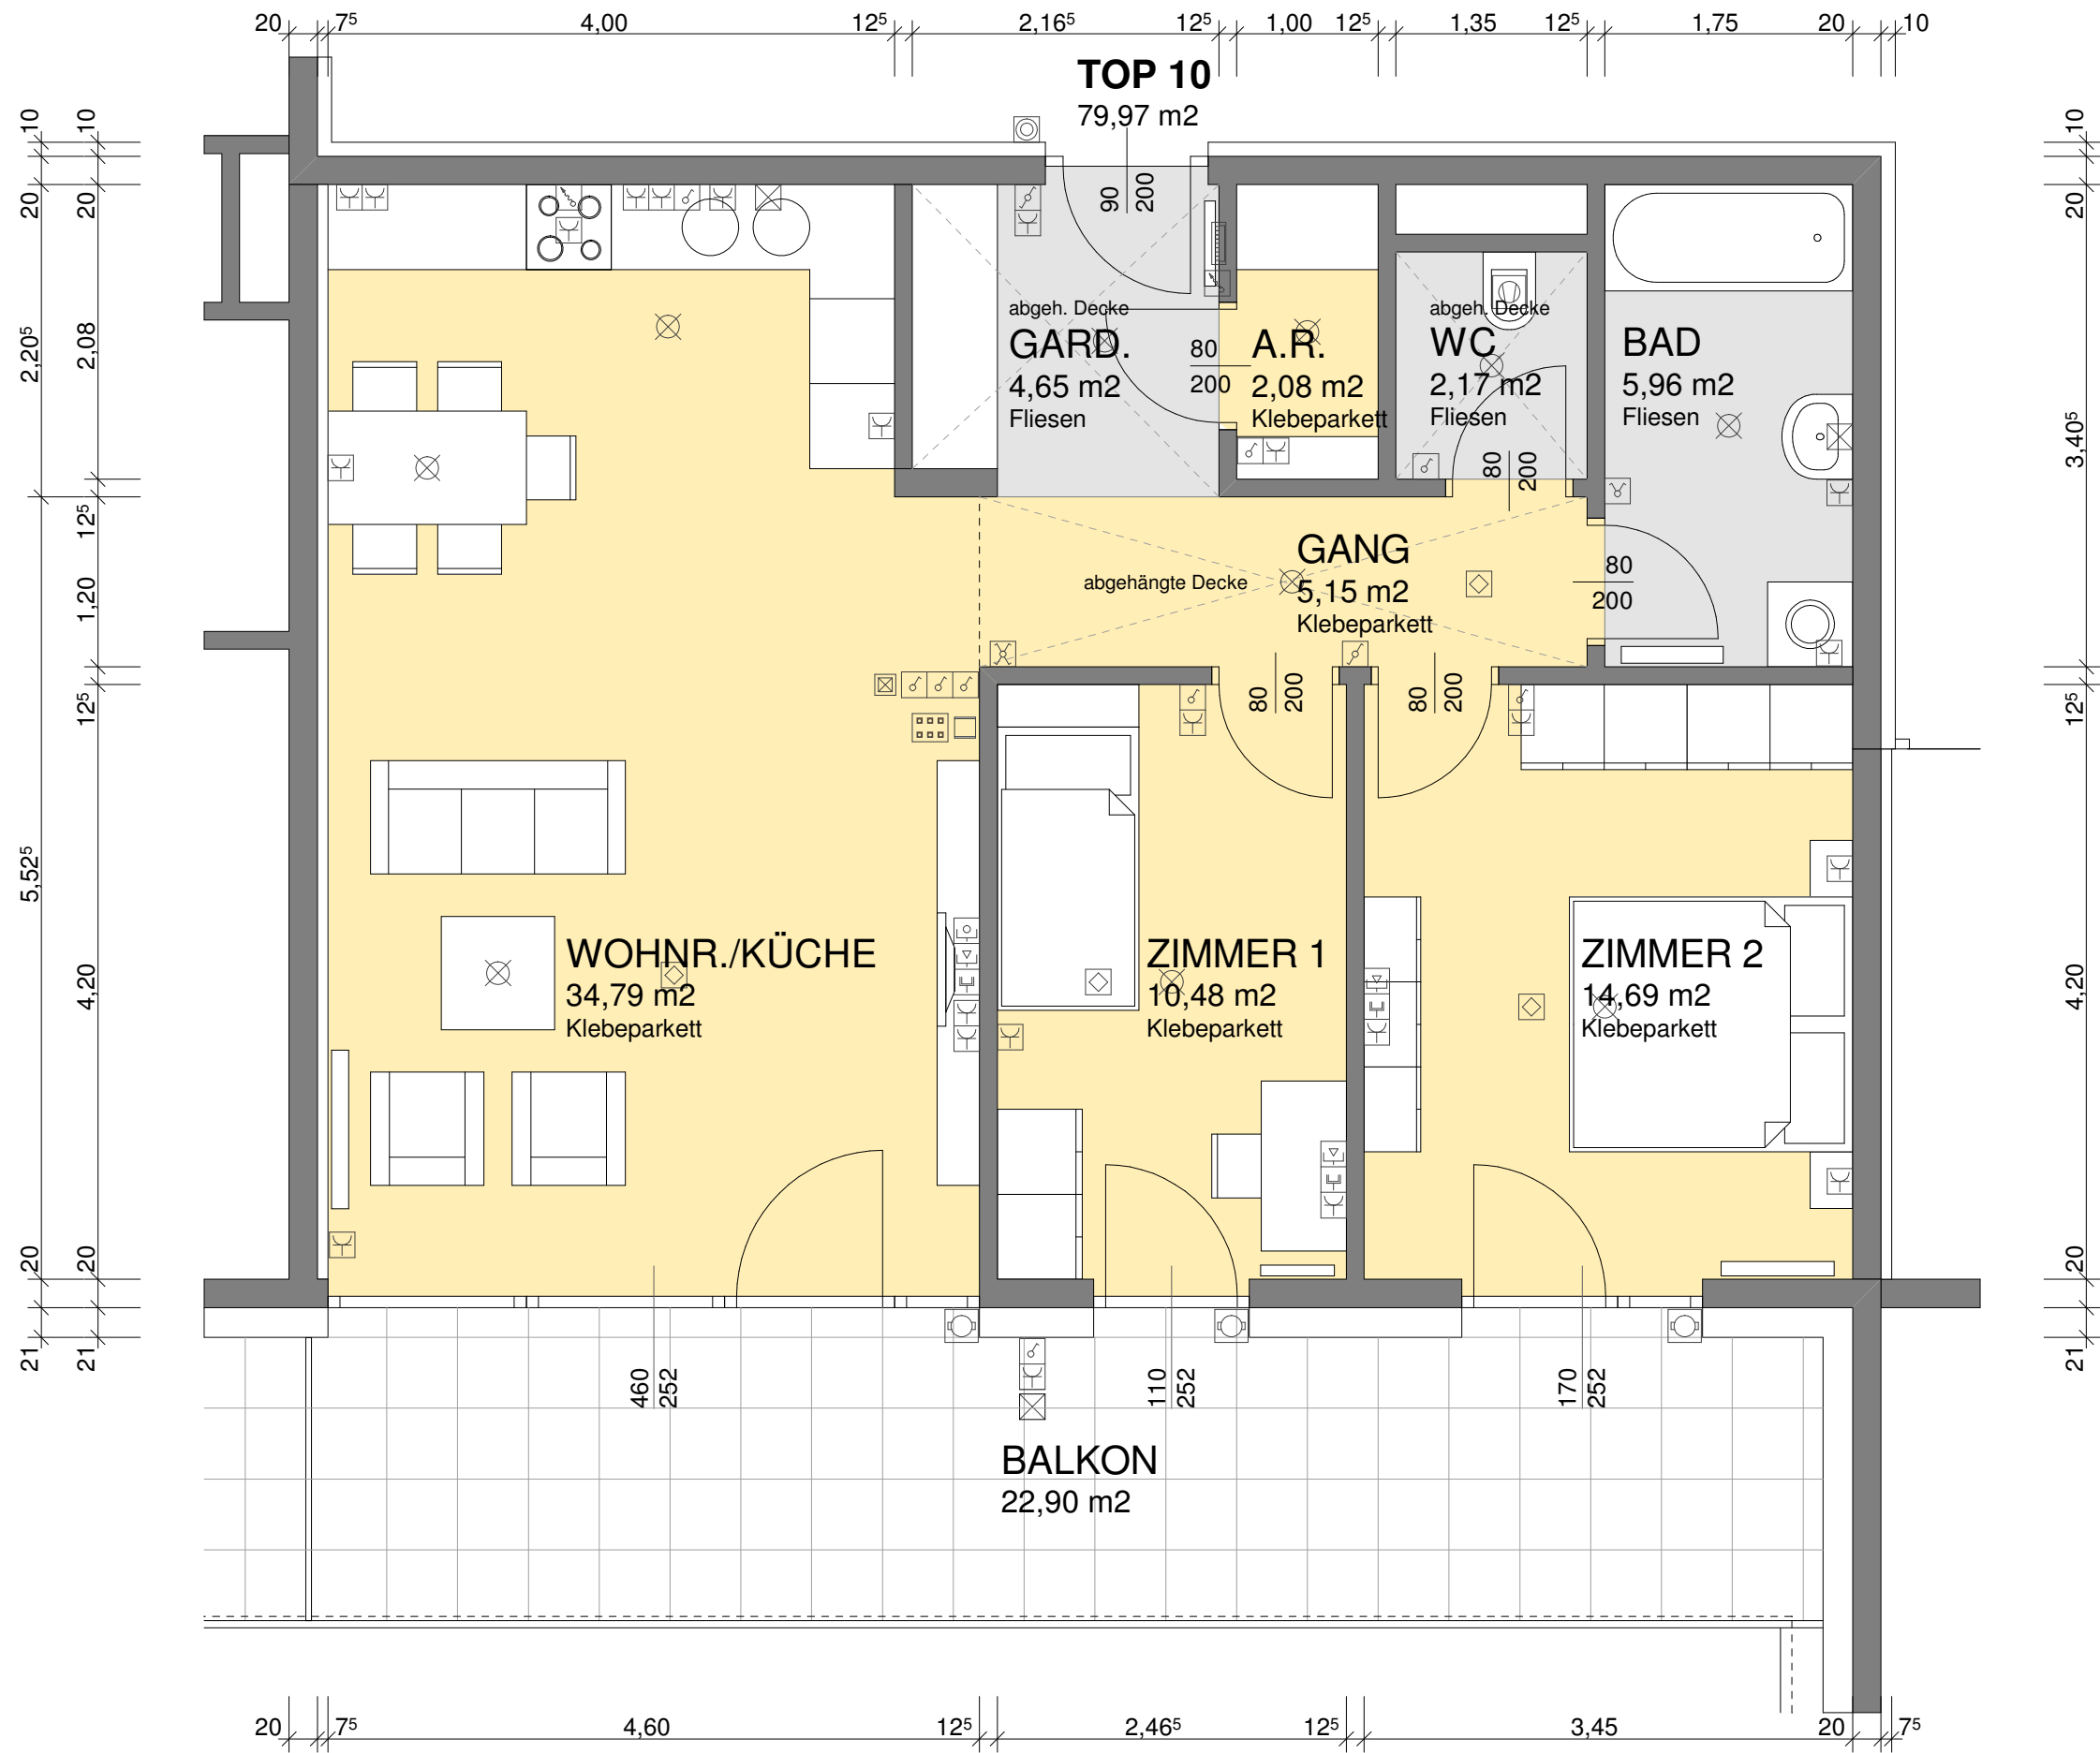 20 7⁵ 4,00 12⁵ 2,16⁵ 12⁵ 1,00 12⁵ 1,35 12⁵ 1,75 20 10
TOP 10
79,97 m2
10 10 10
20 20 20
90
200
2,20⁵ 2,08 3,40⁵
abgeh. Decke
GARD.
4,65 m2
Fliesen
80
200
A.R.
2,08 m2
Klebeparkett
abgeh. Decke
WC
2,17 m2
Fliesen
80
200
BAD
5,96 m2
Fliesen
12⁵
1,20
12⁵
12⁵
GANG
5,15 m2
Klebeparkett
abgehängte Decke
80
200
80
200
80
200
5,52⁵ 4,20 4,20
WOHNR./KÜCHE
34,79 m2
Klebeparkett
ZIMMER 1
10,48 m2
Klebeparkett
ZIMMER 2
14,69 m2
Klebeparkett
20 20 20
21 21 21
460
252
110
252
170
252
BALKON
22,90 m2
20 7⁵ 4,60 12⁵ 2,46⁵ 12⁵ 3,45 20 7⁵